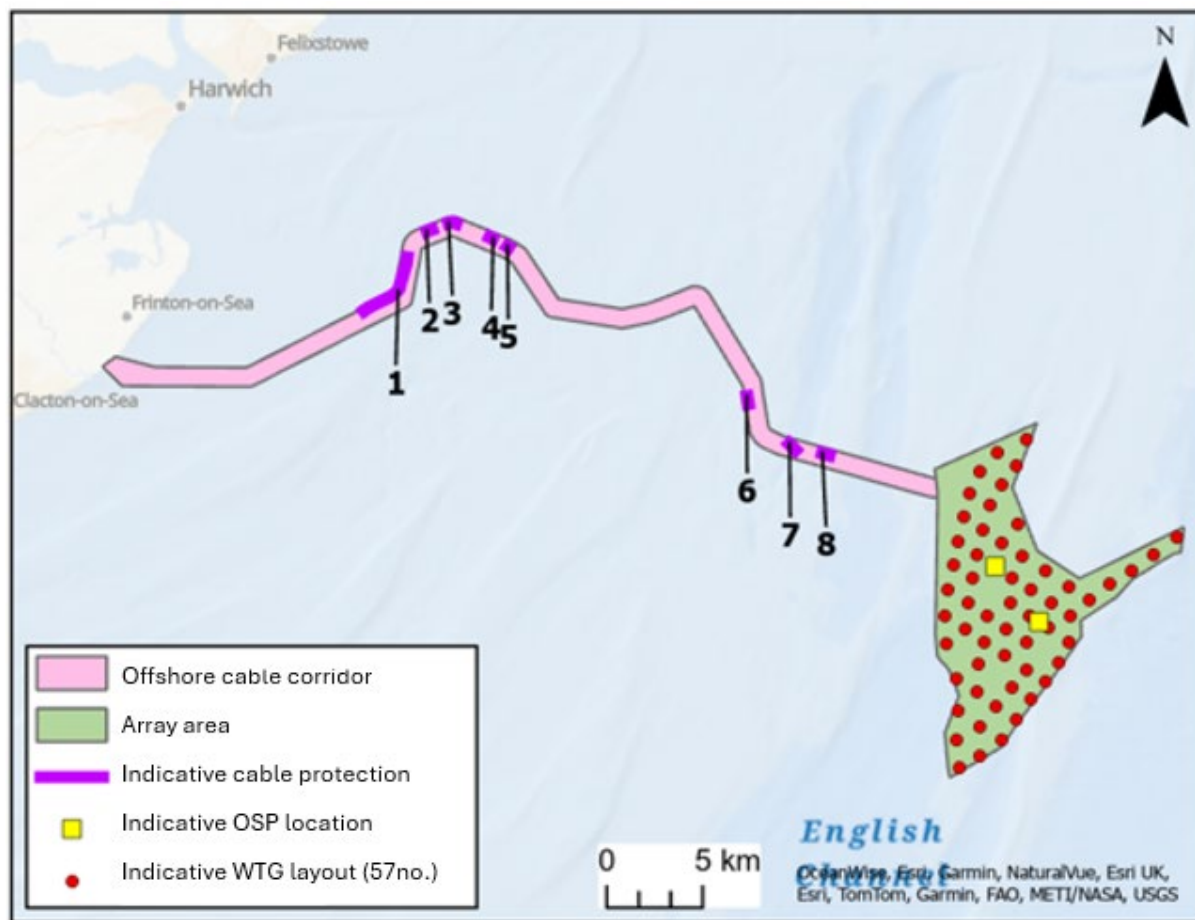 Felixstowe
N
Harwich
Frinton-on-Sea
Clacton-on-Sea
1
2
3
4
5
6
7
8
Offshore cable corridor
Array area
Indicative cable protection
Indicative OSP location
Indicative WTG layout (57no.)
0 5 km
English
Channel
OceanWise, Esri, Garmin, NaturalVue, Esri UK,
Esri, TomTom, Garmin, FAO, METI/NASA, USGS